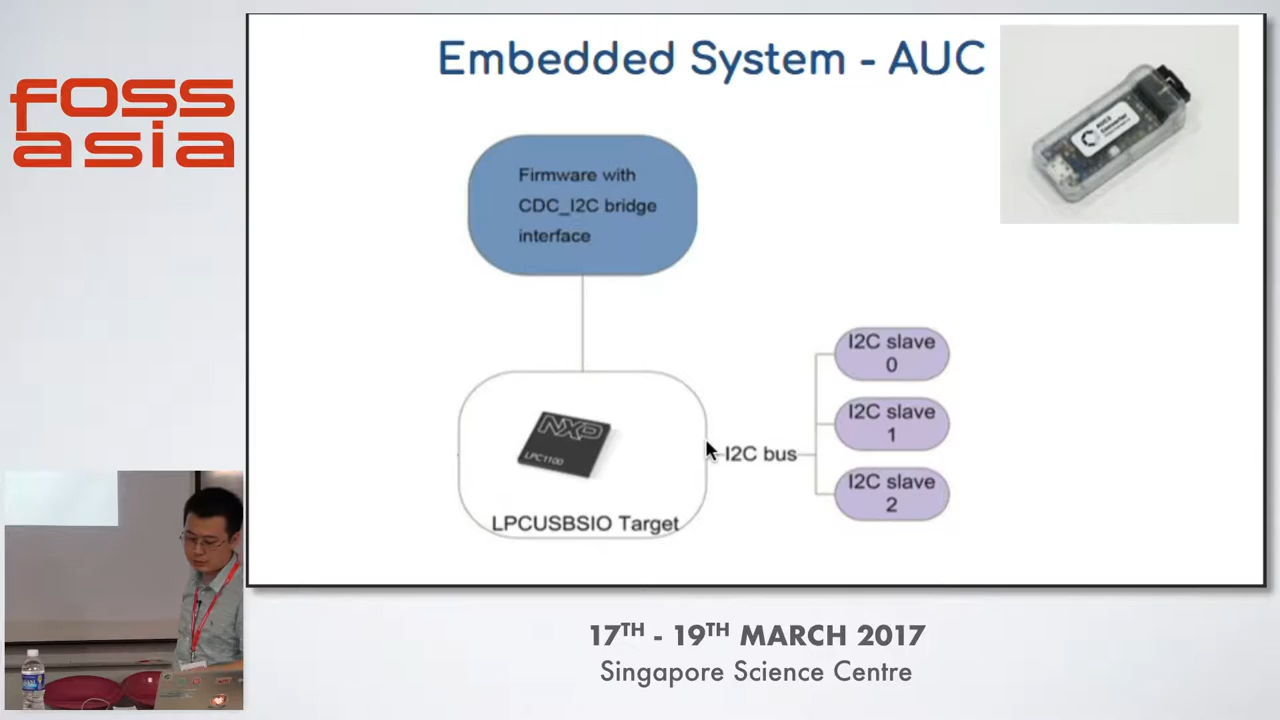 FOSS
asia
Embedded System - AUC
Firmware with
CDC_I2C bridge
interface
NXP
LPC1100
LPCUSBSIO Target
I2C bus
I2C slave
0
I2C slave
1
I2C slave
2
17TH - 19TH MARCH 2017
Singapore Science Centre